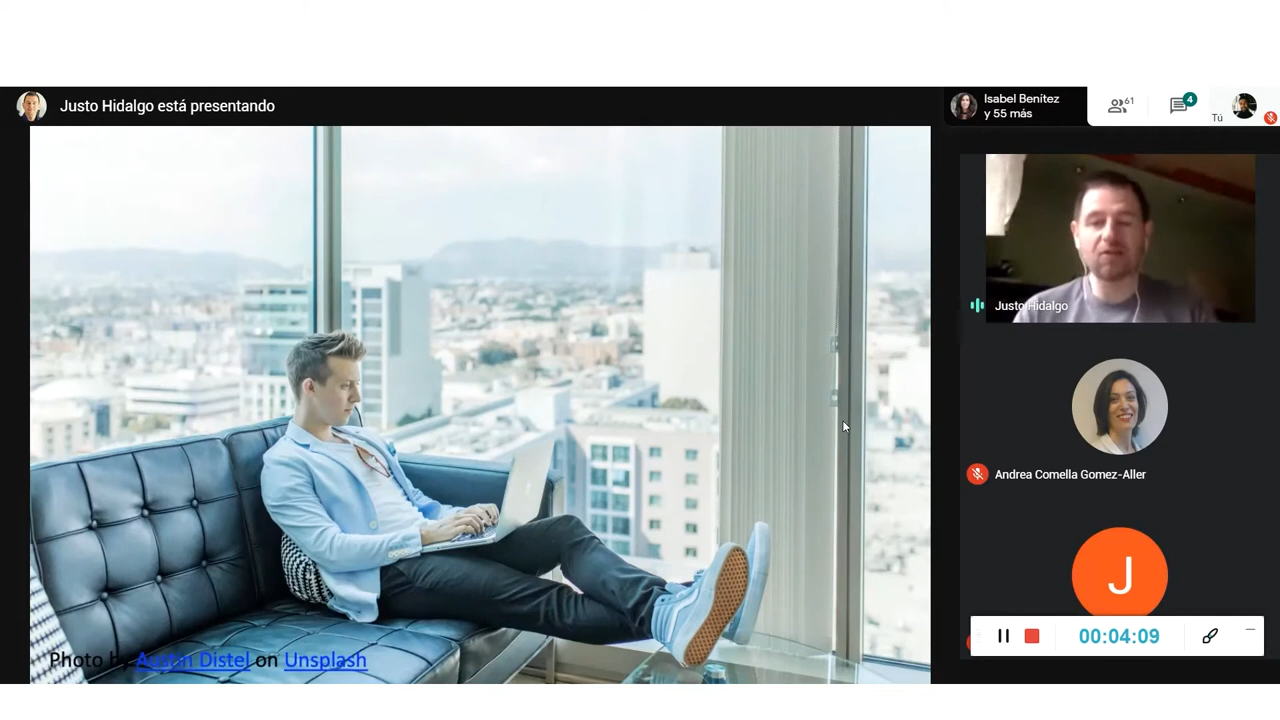 Justo Hidalgo está presentando
Isabel Benítez
y 55 más
61
4
Tú
Justo Hidalgo
Andrea Comella Gomez-Aller
J
00:04:09
Photo by Austin Distel on Unsplash